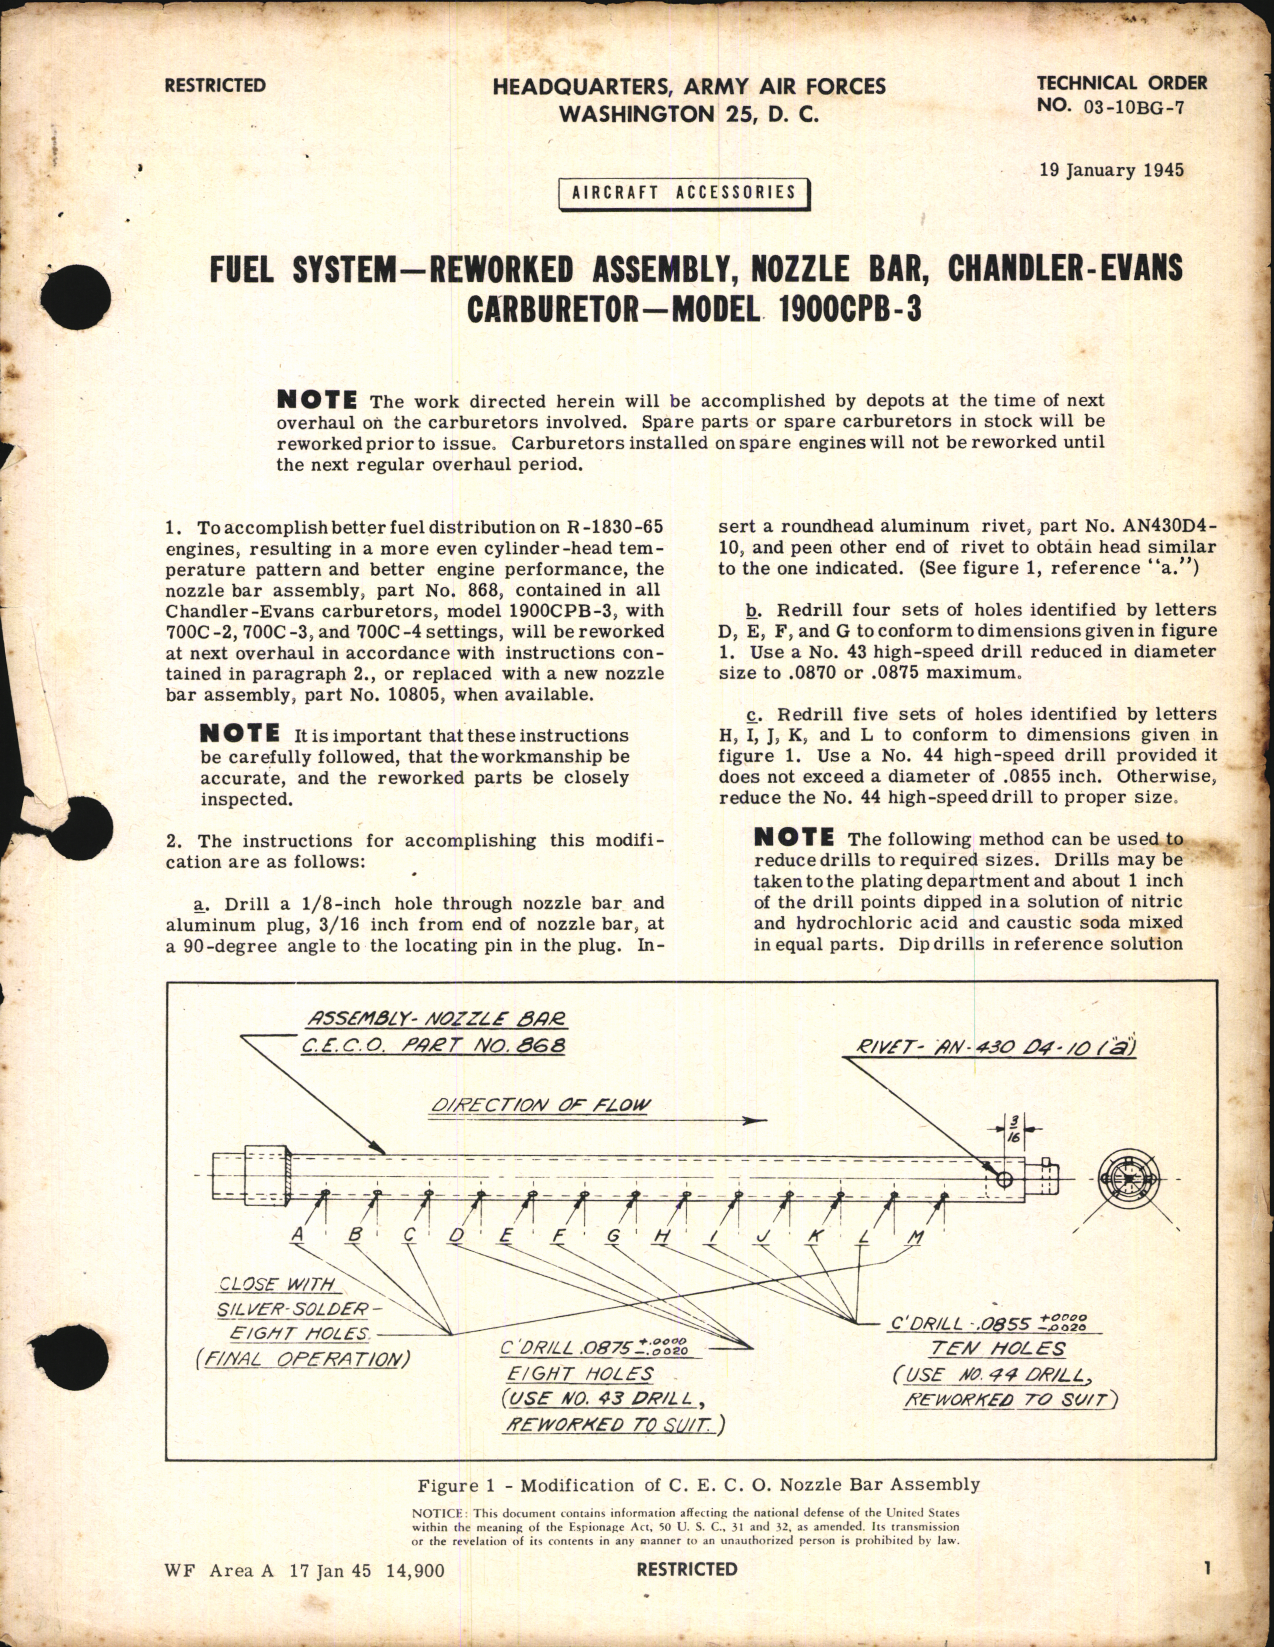 RESTRICTED
HEADQUARTERS, ARMY AIR FORCES
WASHINGTON 25, D. C.
TECHNICAL ORDER
NO. 03-10BG-7
19 January 1945
AIRCRAFT ACCESSORIES
FUEL SYSTEM—REWORKED ASSEMBLY, NOZZLE BAR, CHANDLER-EVANS
CARBURETOR—MODEL 1900CPB-3
NOTE The work directed herein will be accomplished by depots at the time of next
overhaul on the carburetors involved. Spare parts or spare carburetors in stock will be
reworked prior to issue. Carburetors installed on spare engines will not be reworked until
the next regular overhaul period.
1. To accomplish better fuel distribution on R-1830-65
engines, resulting in a more even cylinder-head tem-
perature pattern and better engine performance, the
nozzle bar assembly, part No. 868, contained in all
Chandler-Evans carburetors, model 1900CPB-3, with
700C-2, 700C-3, and 700C-4 settings, will be reworked
at next overhaul in accordance with instructions con-
tained in paragraph 2., or replaced with a new nozzle
bar assembly, part No. 10805, when available.
NOTE It is important that these instructions
be carefully followed, that the workmanship be
accurate, and the reworked parts be closely
inspected.
2. The instructions for accomplishing this modifi-
cation are as follows:
a. Drill a 1/8-inch hole through nozzle bar and
aluminum plug, 3/16 inch from end of nozzle bar, at
a 90-degree angle to the locating pin in the plug. In-
sert a roundhead aluminum rivet, part No. AN430D4-
10, and peen other end of rivet to obtain head similar
to the one indicated. (See figure 1, reference "a.")
b. Redrill four sets of holes identified by letters
D, E, F, and G to conform to dimensions given in figure
1. Use a No. 43 high-speed drill reduced in diameter
size to .0870 or .0875 maximum.
c. Redrill five sets of holes identified by letters
H, I, J, K, and L to conform to dimensions given in
figure 1. Use a No. 44 high-speed drill provided it
does not exceed a diameter of .0855 inch. Otherwise,
reduce the No. 44 high-speed drill to proper size.
NOTE The following method can be used to
reduce drills to required sizes. Drills may be
taken to the plating department and about 1 inch
of the drill points dipped in a solution of nitric
and hydrochloric acid and caustic soda mixed
in equal parts. Dip drills in reference solution
ASSEMBLY- NOZZLE BAR
C.E.C.O. PART NO. 868
RIVET- AN-430 D4-10 ("a")
DIRECTION OF FLOW
3
16
A B C D E F G H I J K L M
CLOSE WITH
SILVER-SOLDER-
EIGHT HOLES.
(FINAL OPERATION)
C'DRILL .0875 +.0000 -.0020
EIGHT HOLES
(USE NO. 43 DRILL,
REWORKED TO SUIT.)
C'DRILL-.0855 +.0000 -.0020
TEN HOLES
(USE NO. 44 DRILL,
REWORKED TO SUIT)
Figure 1 - Modification of C. E. C. O. Nozzle Bar Assembly
NOTICE: This document contains information affecting the national defense of the United States
within the meaning of the Espionage Act, 50 U. S. C., 31 and 32, as amended. Its transmission
or the revelation of its contents in any manner to an unauthorized person is prohibited by law.
WF Area A 17 Jan 45 14,900
RESTRICTED
1